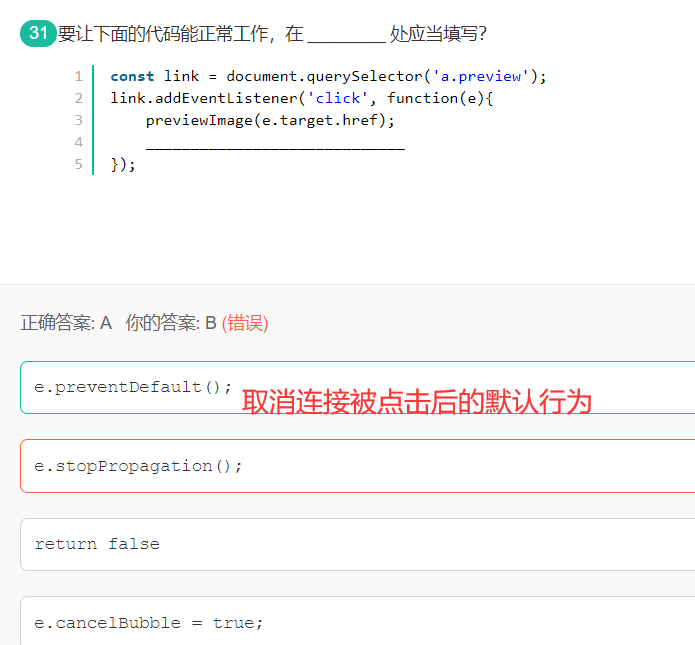 31 要让下面的代码能正常工作，在 _________ 处应当填写？
1 const link = document.querySelector('a.preview');
2 link.addEventListener('click', function(e){
3 previewImage(e.target.href);
4 _____________________________
5 });
正确答案: A 你的答案: B (错误)
e.preventDefault();
取消连接被点击后的默认行为
e.stopPropagation();
return false
e.cancelBubble = true;